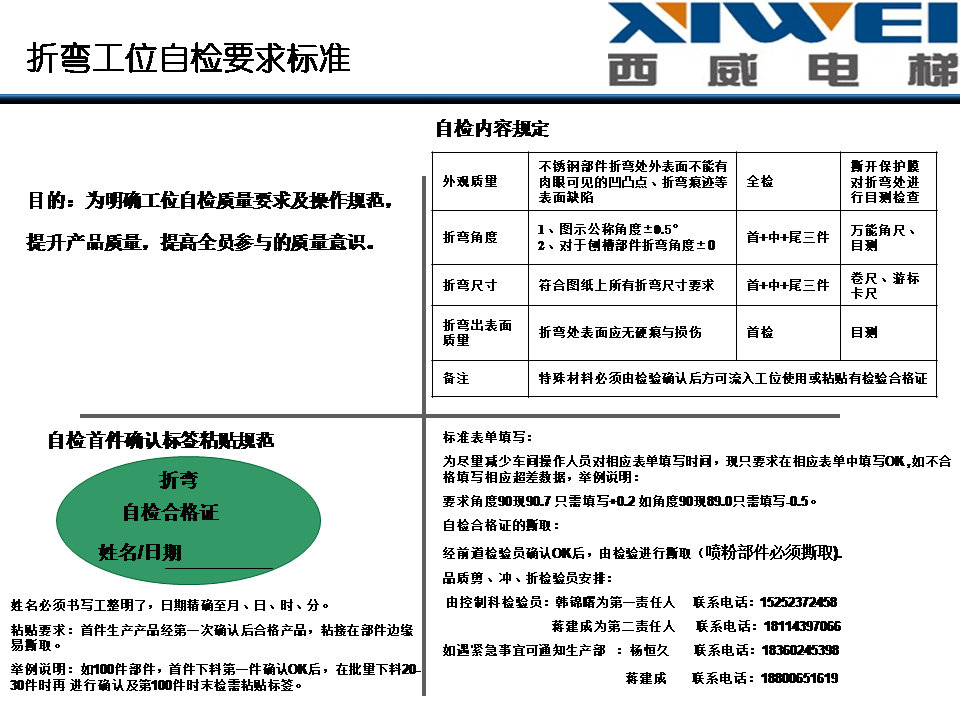 折弯工位自检要求标准
XIWEI
西威电梯
目的：为明确工位自检质量要求及操作规范，
提升产品质量，提高全员参与的质量意识。
自检内容规定
外观质量
不锈钢部件折弯处外表面不能有
肉眼可见的凹凸点、折弯痕迹等
表面缺陷
全检
撕开保护膜
对折弯处进
行目测检查
折弯角度
1、图示公称角度±0.5°
2、对于刨槽部件折弯角度±0
首+中+尾三件
万能角尺、
目测
折弯尺寸
符合图纸上所有折弯尺寸要求
首+中+尾三件
卷尺、游标
卡尺
折弯出表面
质量
折弯处表面应无硬痕与损伤
首检
目测
备注
特殊材料必须由检验确认后方可流入工位使用或粘贴有检验合格证
自检首件确认标签粘贴规范
折弯
自检合格证
姓名/日期
姓名必须书写工整明了，日期精确至月、日、时、分。
粘贴要求：首件生产产品经第一次确认后合格产品，粘接在部件边缘
易撕取。
举例说明：如100件部件，首件下料第一件确认OK后，在批量下料20-
30件时再 进行确认及第100件时末检需粘贴标签。
标准表单填写：
为尽量减少车间操作人员对相应表单填写时间，现只要求在相应表单中填写OK ,如不合
格填写相应超差数据，举例说明：
要求角度90现90.7 只需填写+0.2 如角度90现89.0只需填写-0.5。
自检合格证的撕取：
经前道检验员确认OK后，由检验进行撕取（喷粉部件必须撕取).
品质剪、冲、折检验员安排：
由控制科检验员：韩锦曙为第一责任人 联系电话：15252372458
蒋建成为第二责任人 联系电话：18114397066
如遇紧急事宜可通知生产部 ：杨恒久 联系电话：18360245398
蒋建成 联系电话：18800651619